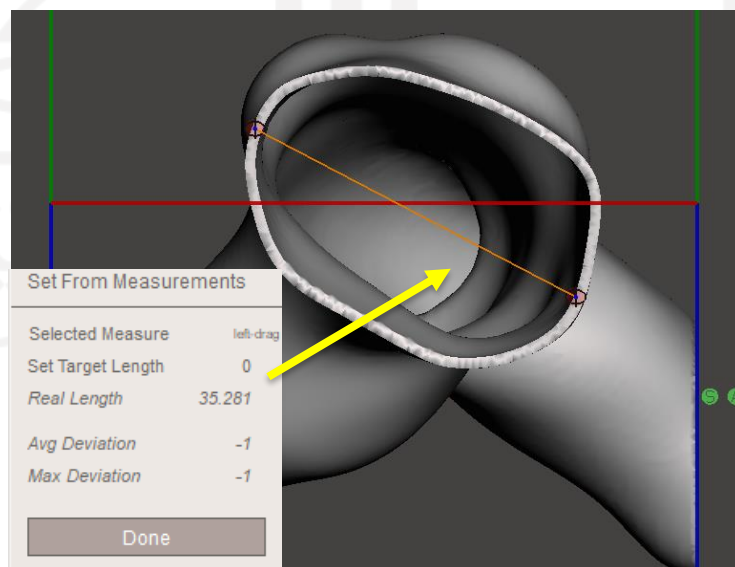 Set From Measurements
Selected Measure left-drag
Set Target Length 0
Real Length 35.281
Avg Deviation -1
Max Deviation -1
Done
S